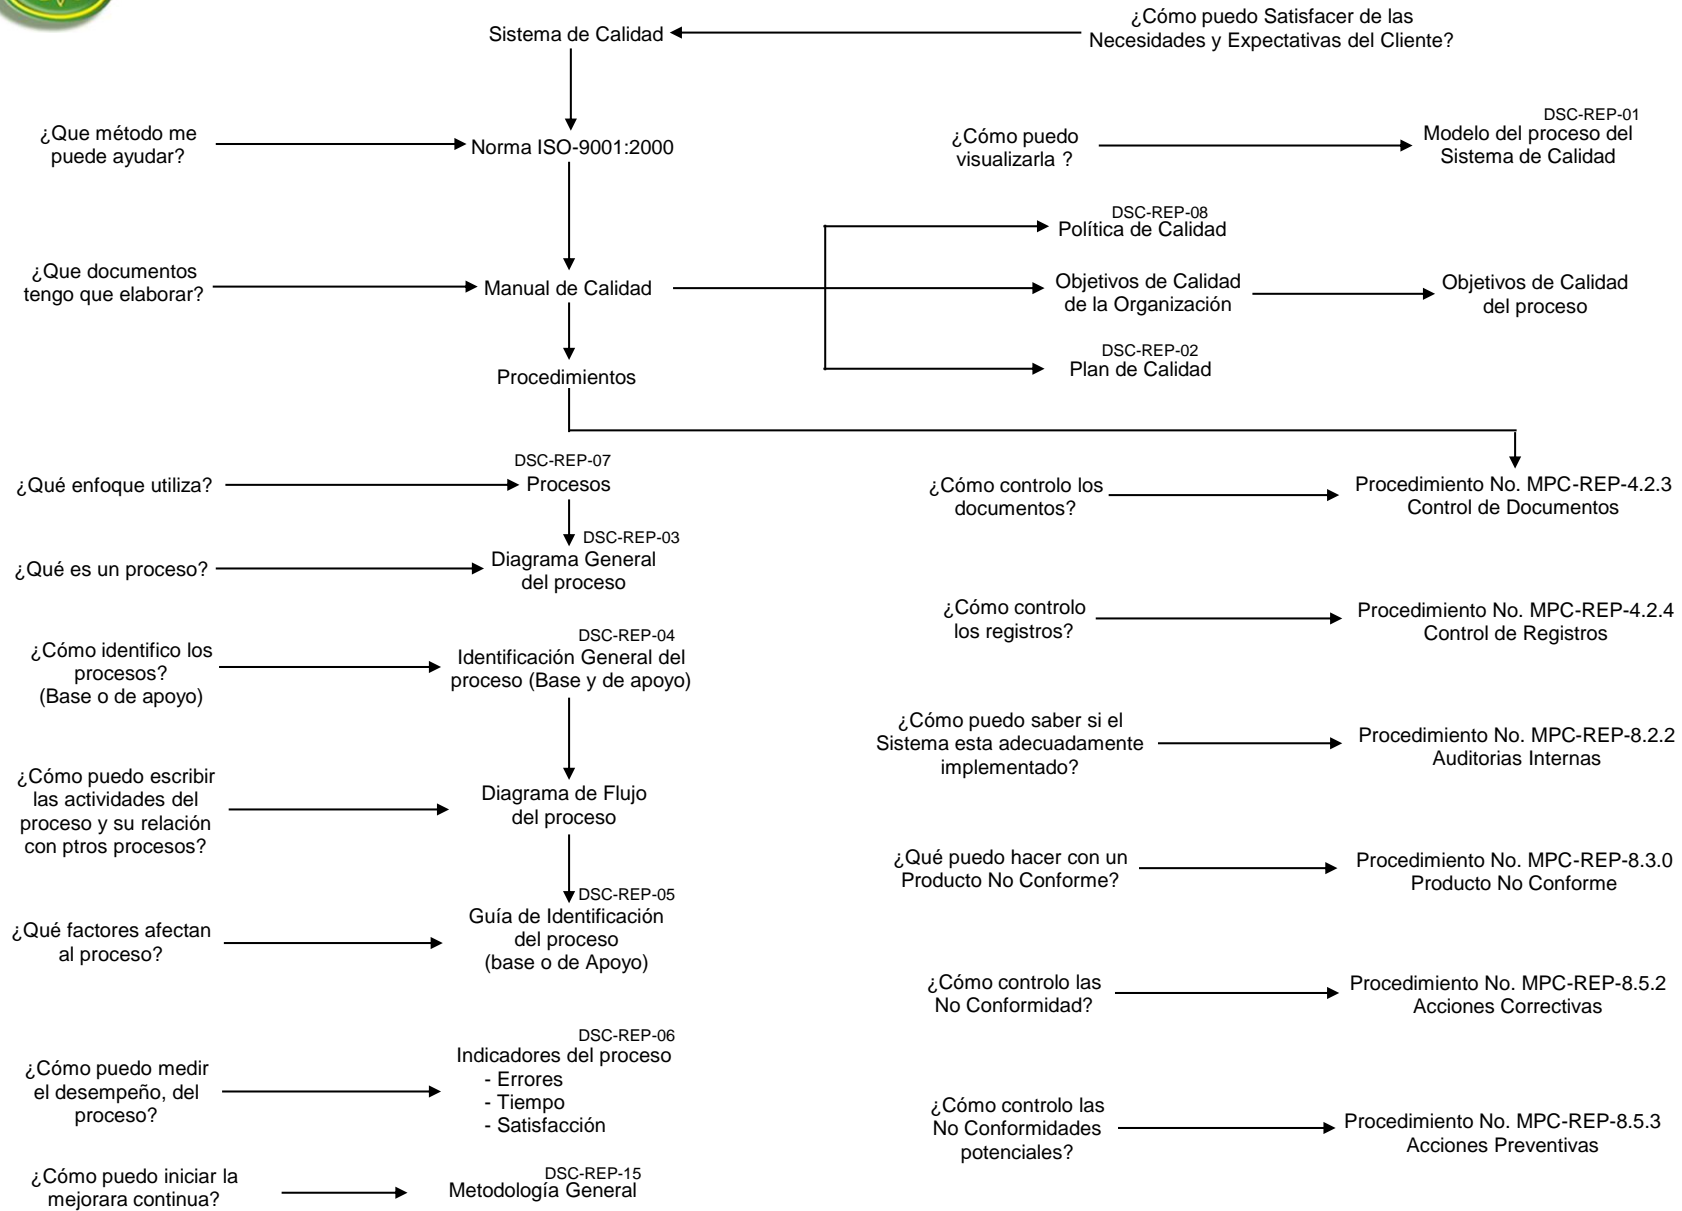 ¿Cómo puedo Satisfacer de las
Necesidades y Expectativas del Cliente?
Sistema de Calidad
¿Que método me
puede ayudar?
Norma ISO-9001:2000
¿Cómo puedo
visualizarla ?
DSC-REP-01
Modelo del proceso del
Sistema de Calidad
¿Que documentos
tengo que elaborar?
Manual de Calidad
DSC-REP-08
Política de Calidad
Objetivos de Calidad
de la Organización
Objetivos de Calidad
del proceso
DSC-REP-02
Plan de Calidad
Procedimientos
¿Qué enfoque utiliza?
DSC-REP-07
Procesos
¿Qué es un proceso?
DSC-REP-03
Diagrama General
del proceso
¿Cómo identifico los
procesos?
(Base o de apoyo)
DSC-REP-04
Identificación General del
proceso (Base y de apoyo)
¿Cómo puedo escribir
las actividades del
proceso y su relación
con ptros procesos?
Diagrama de Flujo
del proceso
¿Qué factores afectan
al proceso?
DSC-REP-05
Guía de Identificación
del proceso
(base o de Apoyo)
¿Cómo puedo medir
el desempeño, del
proceso?
DSC-REP-06
Indicadores del proceso
- Errores
- Tiempo
- Satisfacción
¿Cómo puedo iniciar la
mejorara continua?
DSC-REP-15
Metodología General
¿Cómo controlo los
documentos?
Procedimiento No. MPC-REP-4.2.3
Control de Documentos
¿Cómo controlo
los registros?
Procedimiento No. MPC-REP-4.2.4
Control de Registros
¿Cómo puedo saber si el
Sistema esta adecuadamente
implementado?
Procedimiento No. MPC-REP-8.2.2
Auditorias Internas
¿Qué puedo hacer con un
Producto No Conforme?
Procedimiento No. MPC-REP-8.3.0
Producto No Conforme
¿Cómo controlo las
No Conformidad?
Procedimiento No. MPC-REP-8.5.2
Acciones Correctivas
¿Cómo controlo las
No Conformidades
potenciales?
Procedimiento No. MPC-REP-8.5.3
Acciones Preventivas